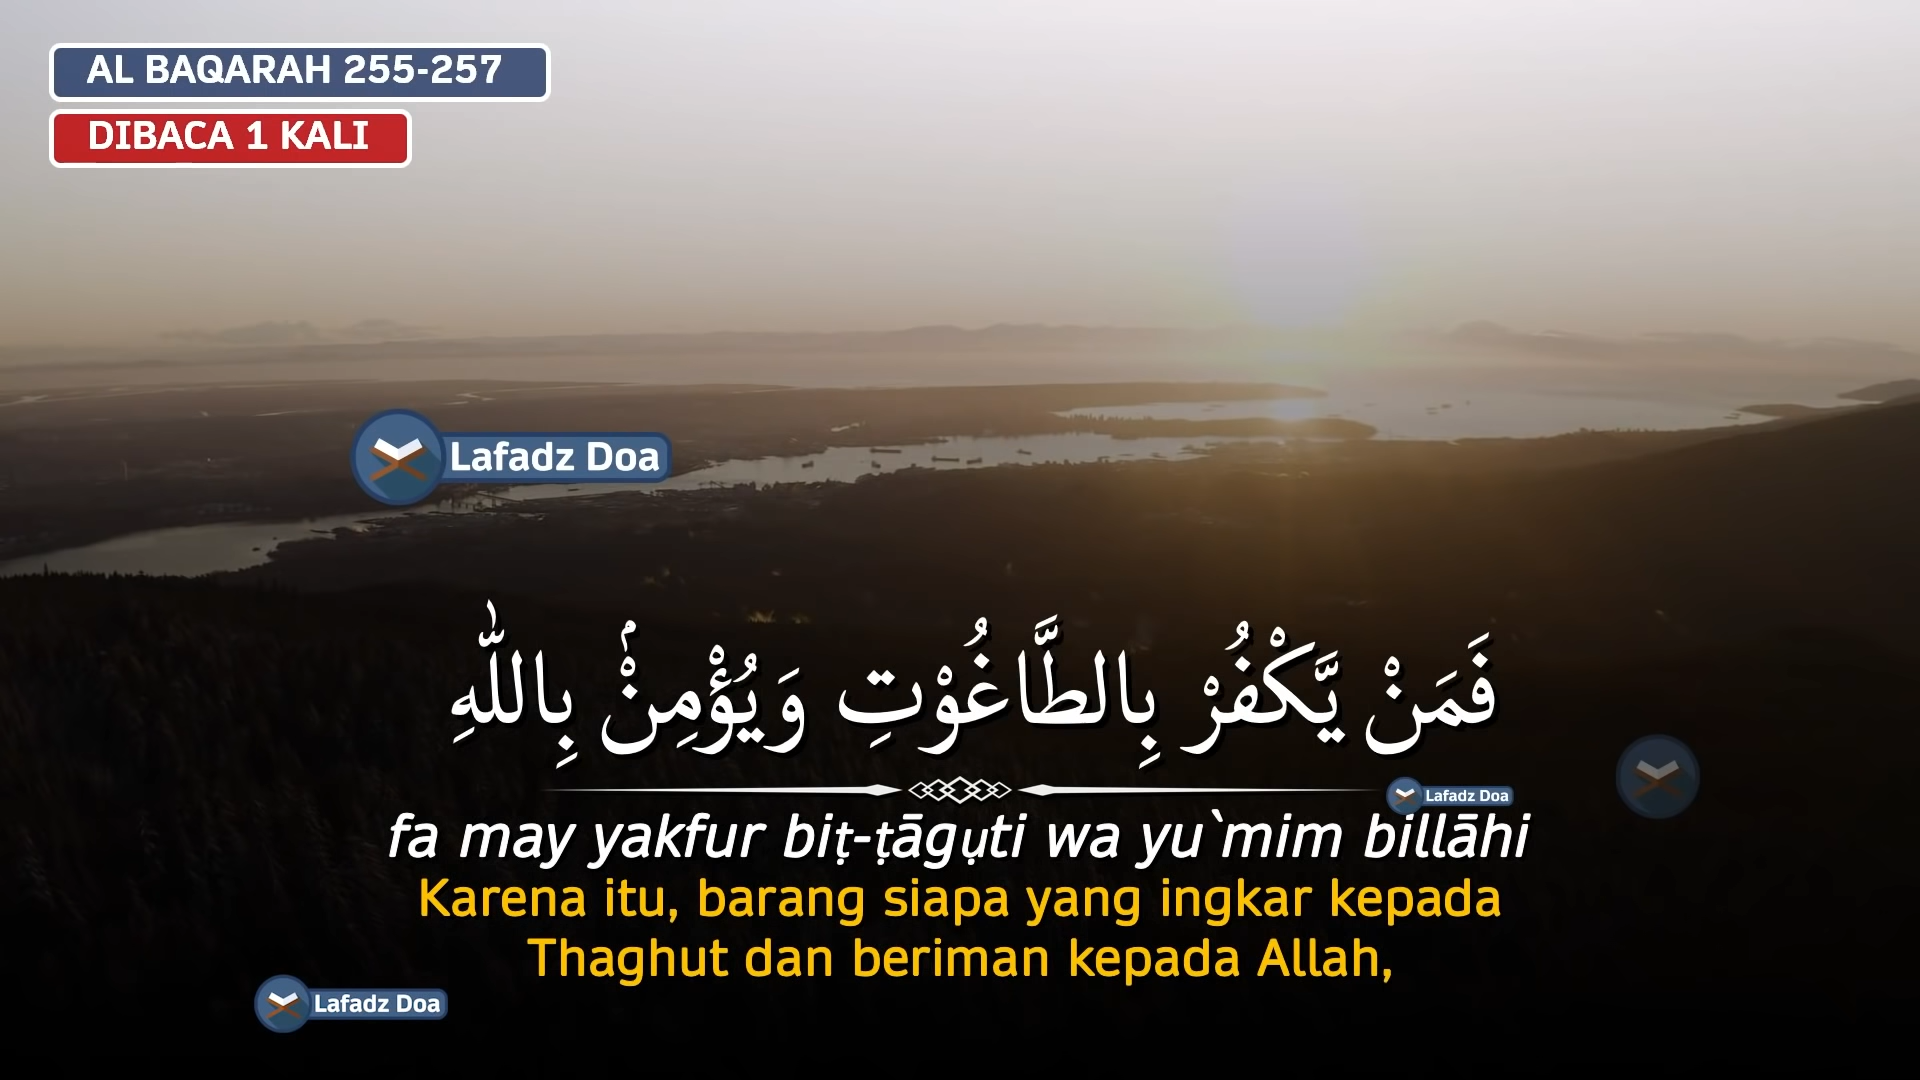 AL BAQARAH 255-257
DIBACA 1 KALI
Lafadz Doa
فَمَنْ يَّكْفُرْ بِالطَّاغُوْتِ وَيُؤْمِنْۢ بِاللّٰهِ
Lafadz Doa
fa may yakfur biṭ-ṭāgụti wa yu`mim billāhi
Karena itu, barang siapa yang ingkar kepada
Thaghut dan beriman kepada Allah,
Lafadz Doa